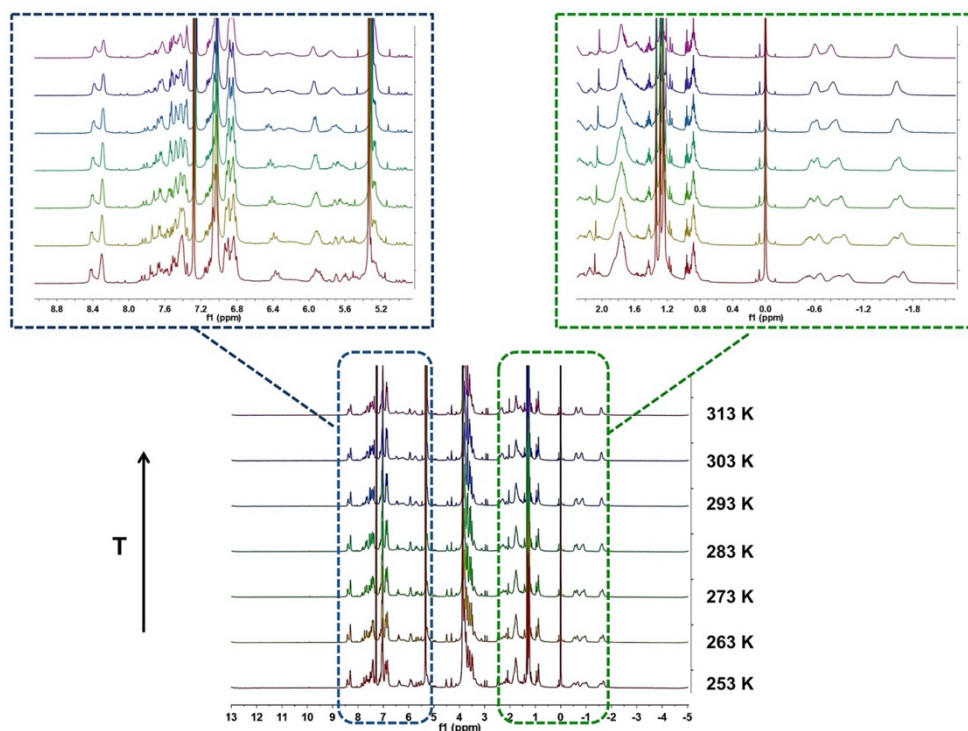 8.8 8.4 8.0 7.6 7.2 6.8 6.4 6.0 5.6 5.2
f1 (ppm)
2.0 1.6 1.2 0.8 0.4 0.0 -0.6 -1.2 -1.8
f1 (ppm)
313 K
303 K
293 K
283 K
T
273 K
263 K
253 K
13 12 11 10 9 8 7 6 5 4 3 2 1 0 -1 -2 -3 -4 -5
f1 (ppm)